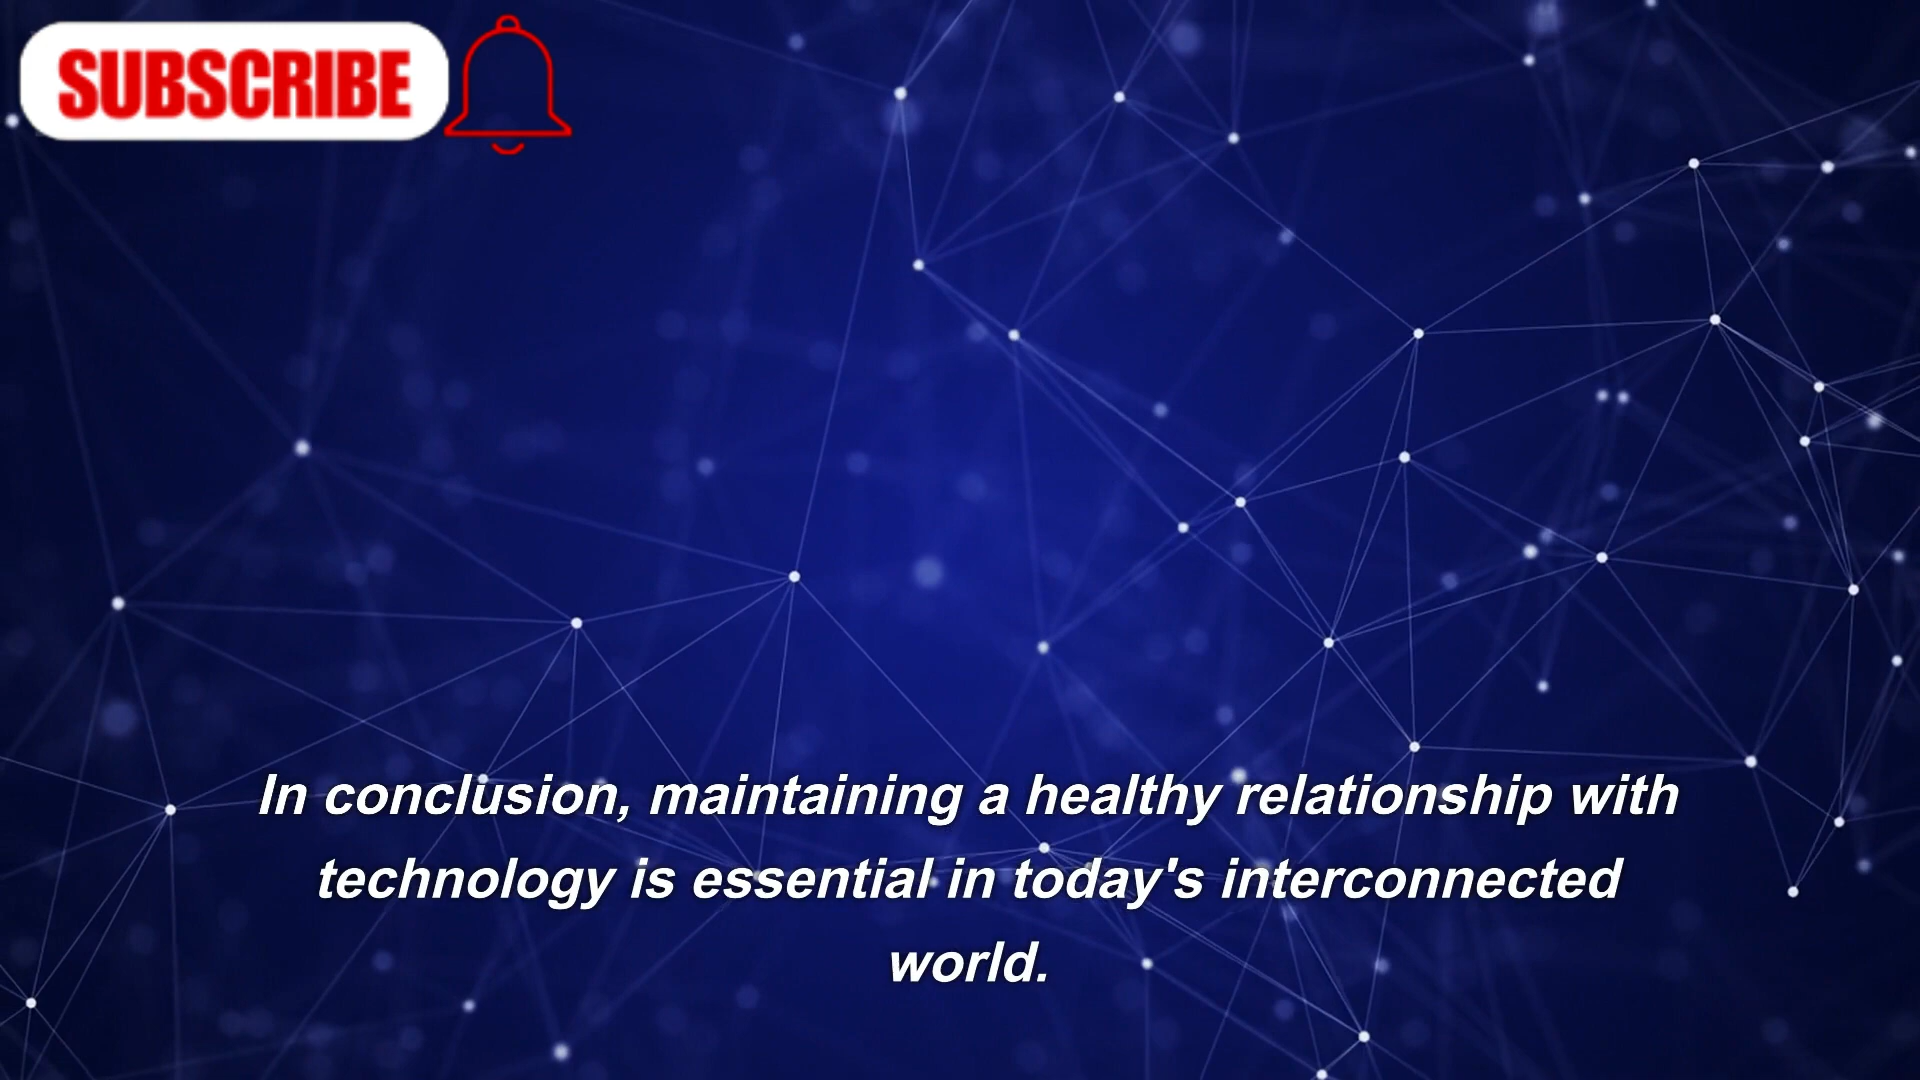 SUBSCRIBE
In conclusion, maintaining a healthy relationship with
technology is essential in today's interconnected
world.